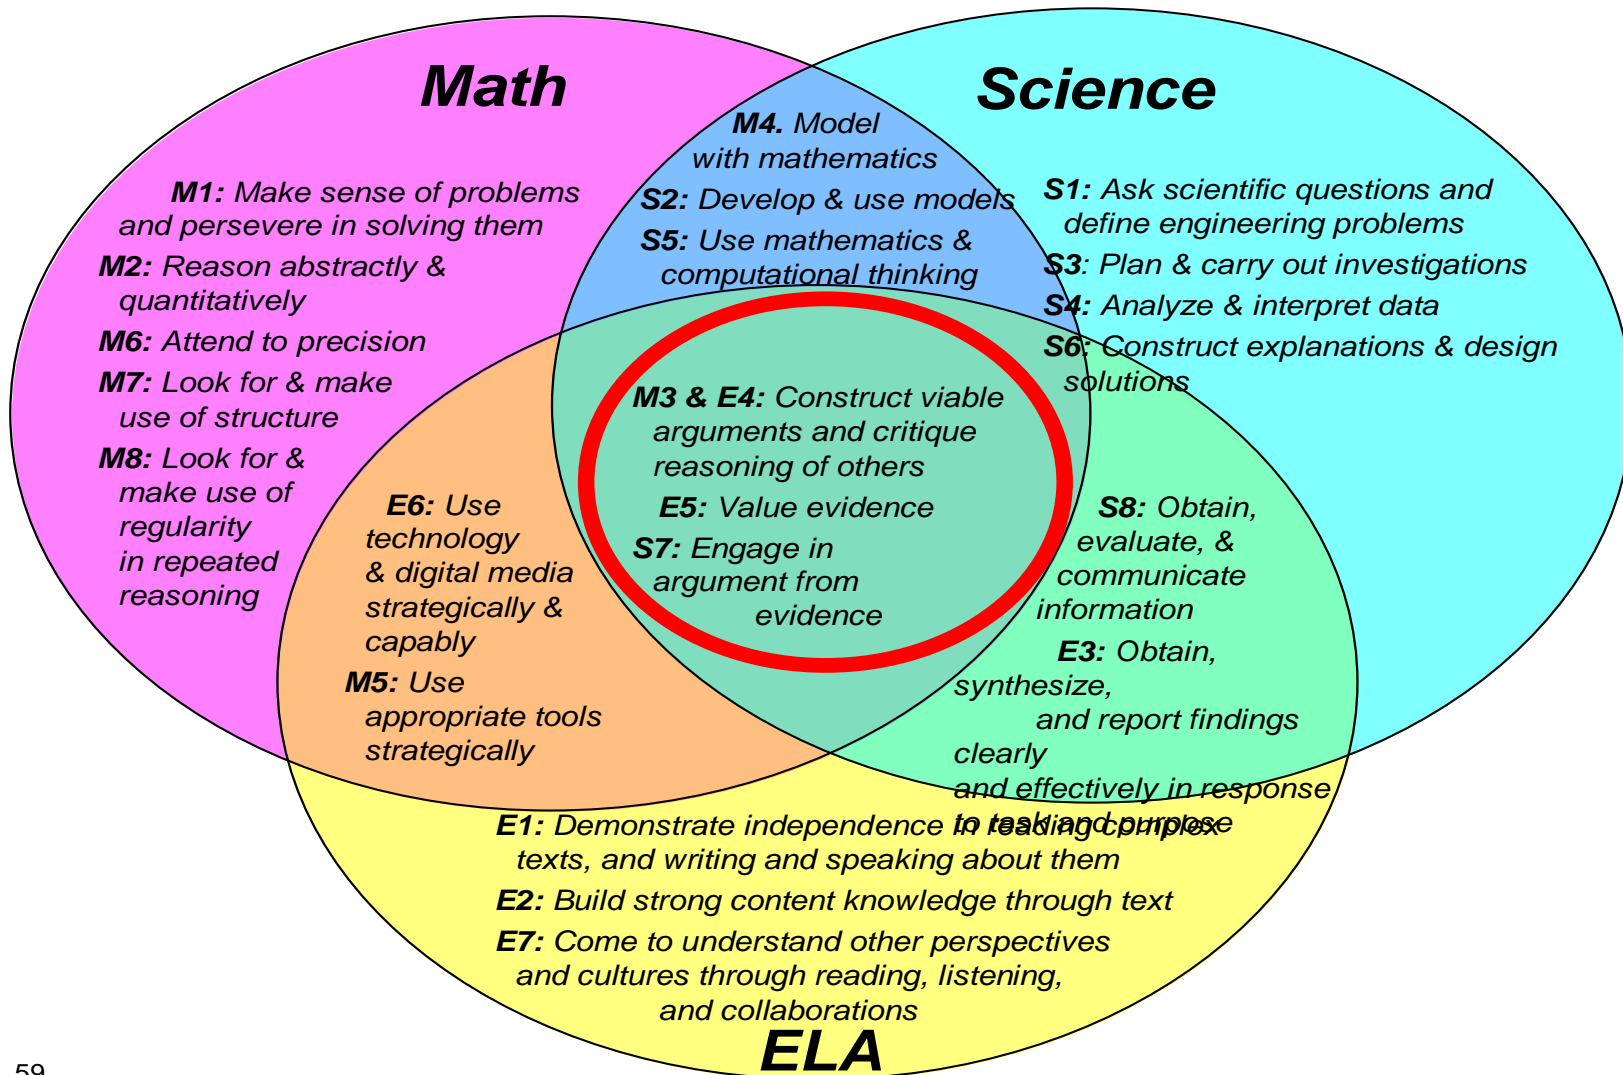 Math
Science
M4. Model
with mathematics
S2: Develop & use models
S5: Use mathematics &
computational thinking
M1: Make sense of problems
and persevere in solving them
M2: Reason abstractly &
quantitatively
M6: Attend to precision
M7: Look for & make
use of structure
M8: Look for &
make use of
regularity
in repeated
reasoning
S1: Ask scientific questions and
define engineering problems
S3: Plan & carry out investigations
S4: Analyze & interpret data
S6: Construct explanations & design
solutions
M3 & E4: Construct viable
arguments and critique
reasoning of others
E5: Value evidence
S7: Engage in
argument from
evidence
E6: Use
technology
& digital media
strategically &
capably
M5: Use
appropriate tools
strategically
S8: Obtain,
evaluate, &
communicate
information
E3: Obtain,
synthesize,
and report findings
clearly
and effectively in response
to task and purpose
E1: Demonstrate independence in reading complex
texts, and writing and speaking about them
E2: Build strong content knowledge through text
E7: Come to understand other perspectives
and cultures through reading, listening,
and collaborations
ELA
59